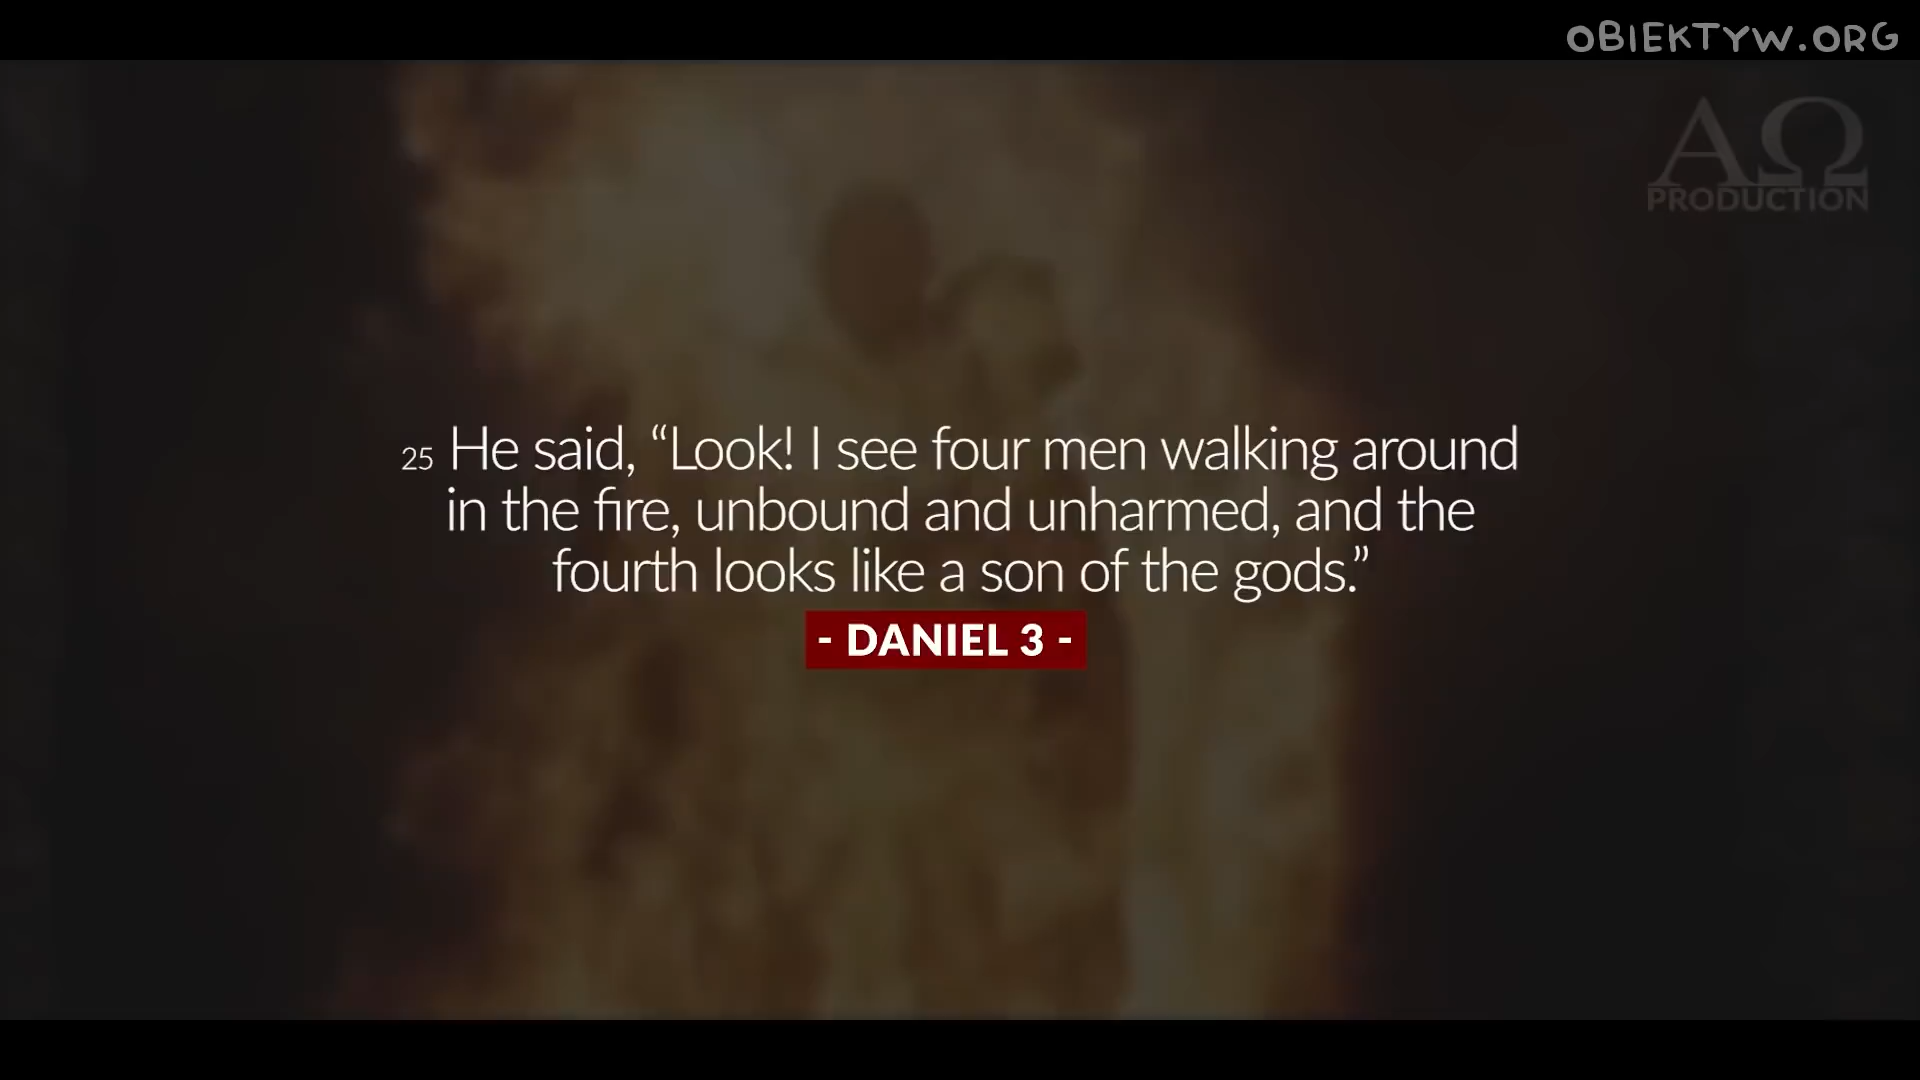 OBIEKTYW.ORG
ΑΩ
PRODUCTION
25 He said, “Look! I see four men walking around
in the fire, unbound and unharmed, and the
fourth looks like a son of the gods.”
- DANIEL 3 -